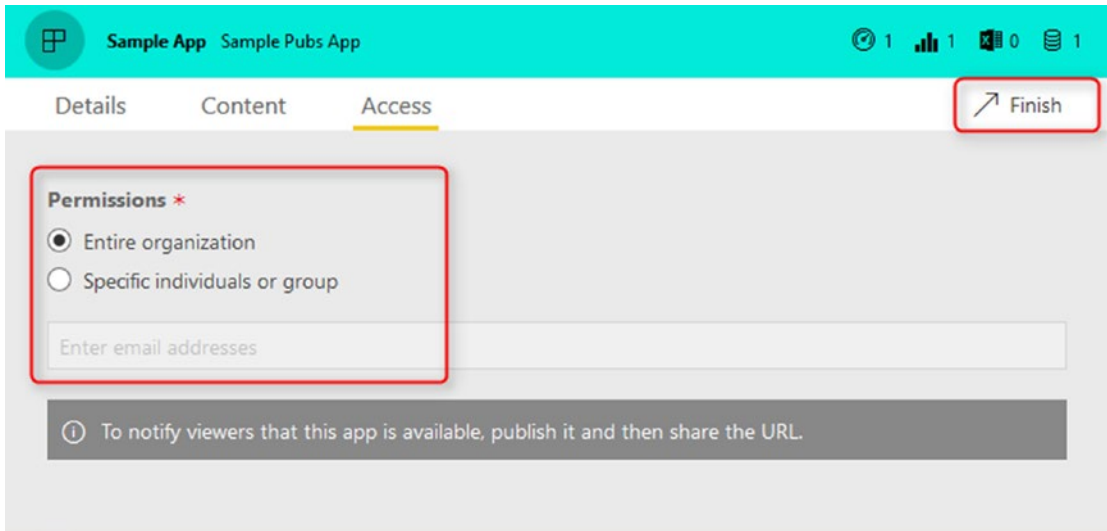 Sample App Sample Pubs App 1 1 0 1
Details Content Access Finish
Permissions *
Entire organization
Specific individuals or group
Enter email addresses
To notify viewers that this app is available, publish it and then share the URL.